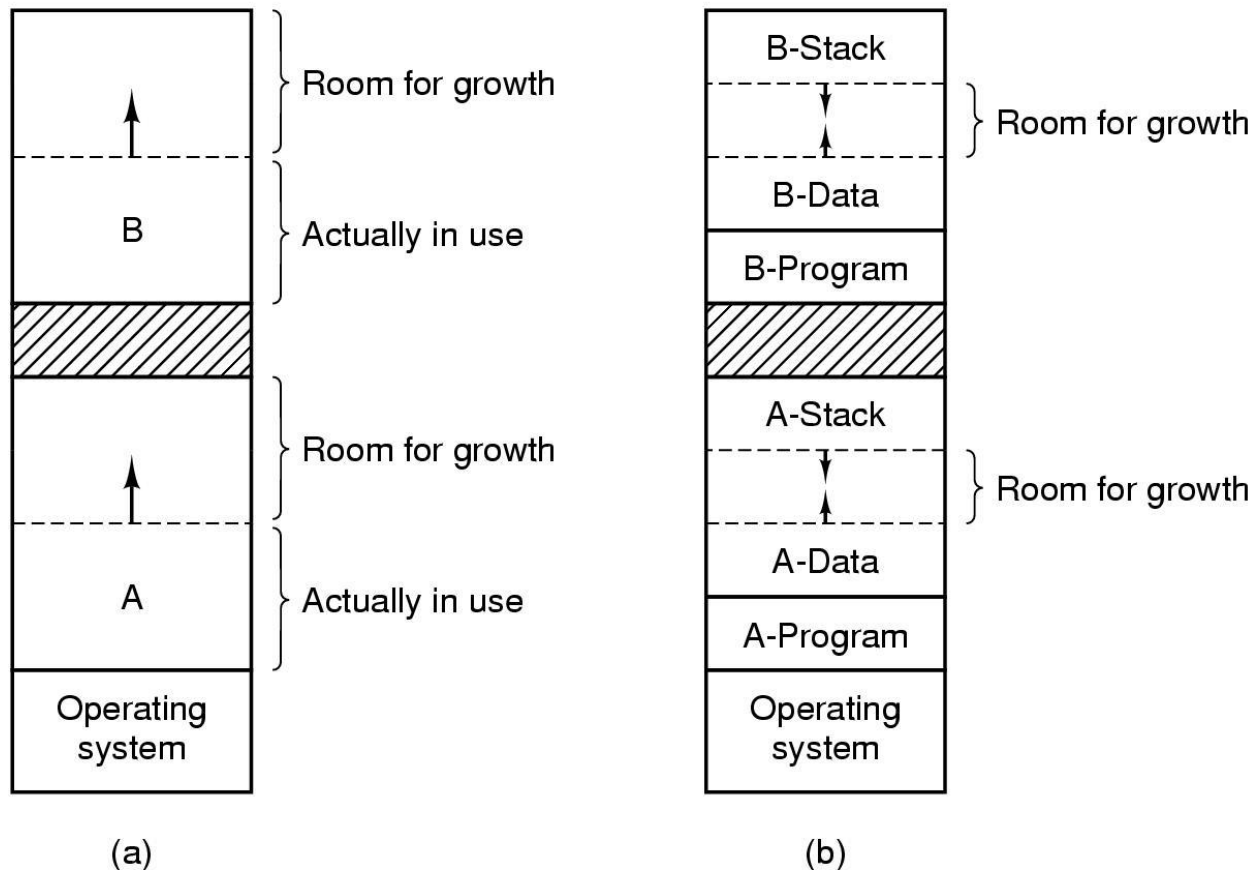 Room for growth
B
Actually in use
Room for growth
A
Actually in use
Operating
system
(a)
B-Stack
Room for growth
B-Data
B-Program
A-Stack
Room for growth
A-Data
A-Program
Operating
system
(b)